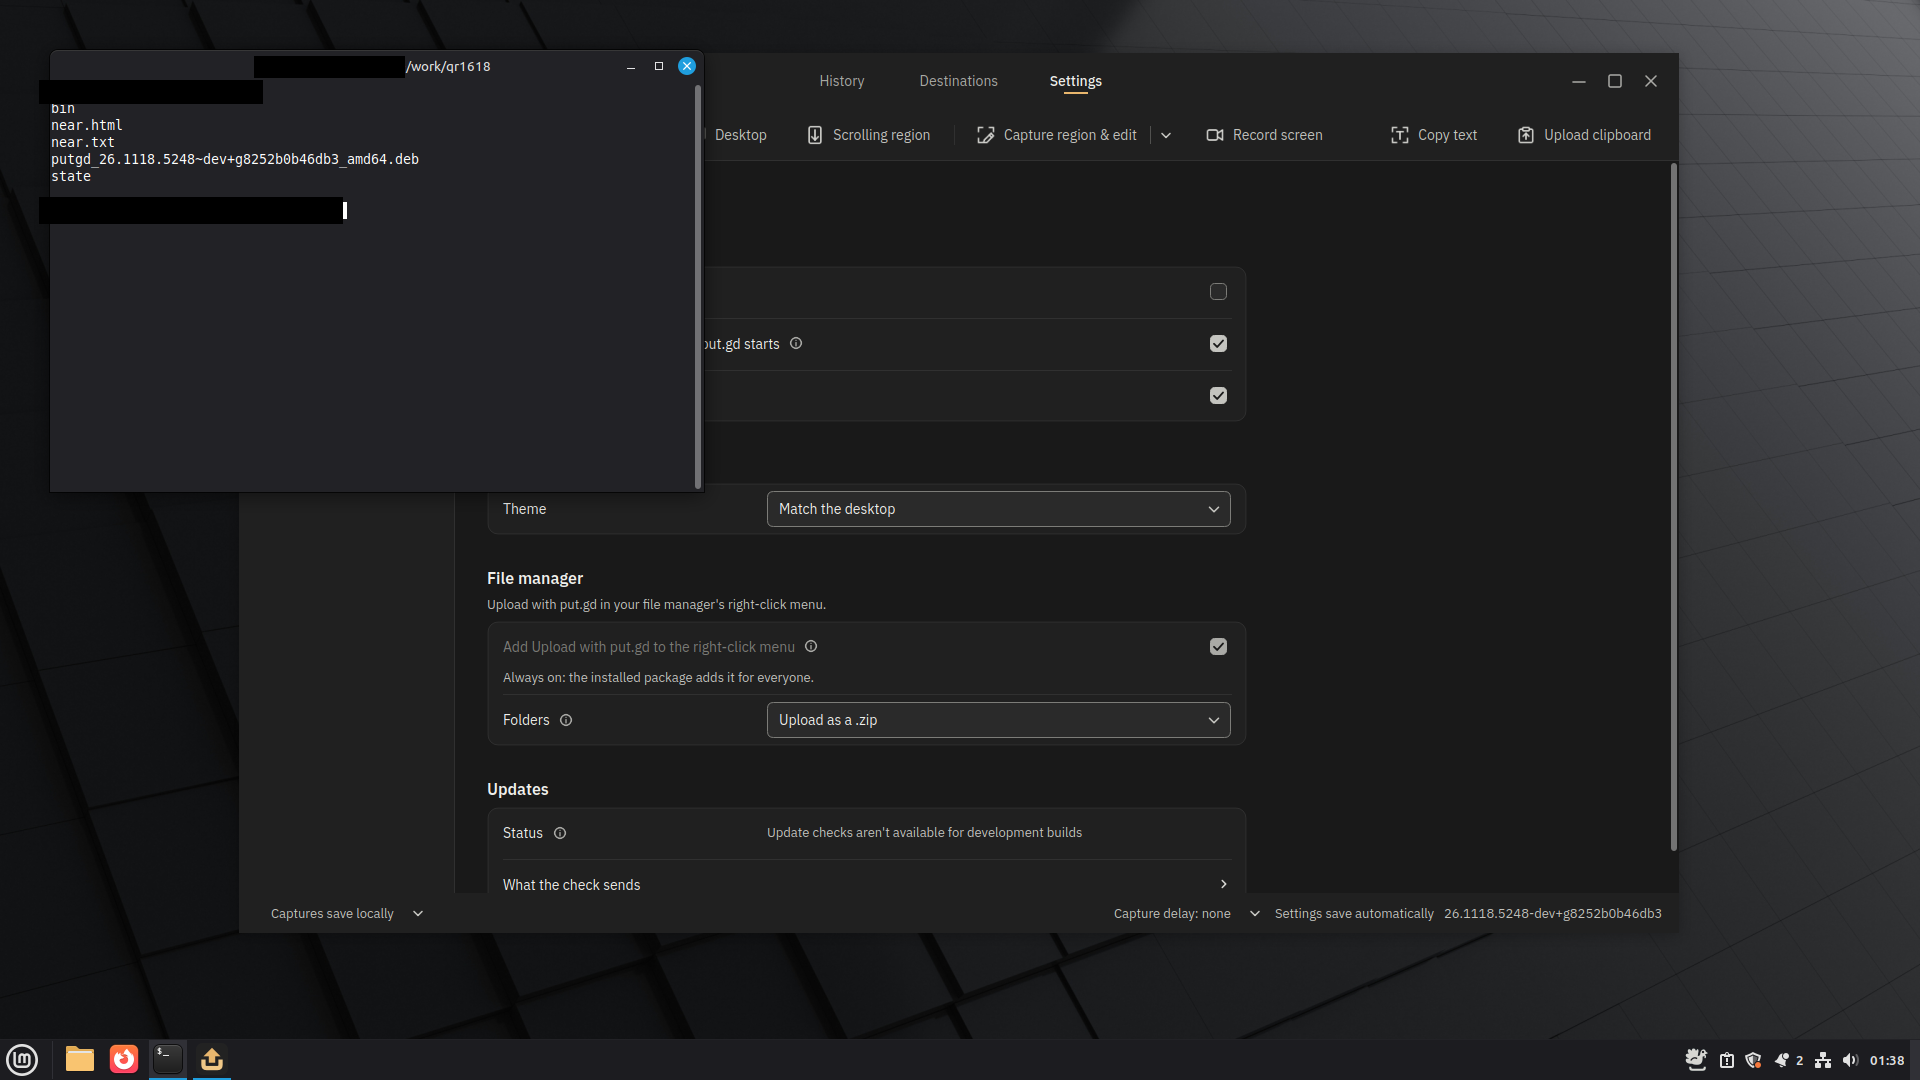 /work/qr1618
bin
near.html
near.txt
putgd_26.1118.5248~dev+g8252b0b46db3_amd64.deb
state
History
Destinations
Settings
Desktop
Scrolling region
Capture region & edit
Record screen
Copy text
Upload clipboard
put.gd starts
Theme
Match the desktop
File manager
Upload with put.gd in your file manager's right-click menu.
Add Upload with put.gd to the right-click menu
Always on: the installed package adds it for everyone.
Folders
Upload as a .zip
Updates
Status
Update checks aren't available for development builds
What the check sends
Captures save locally
Capture delay: none
Settings save automatically
26.1118.5248-dev+g8252b0b46db3
$_
2
01:38